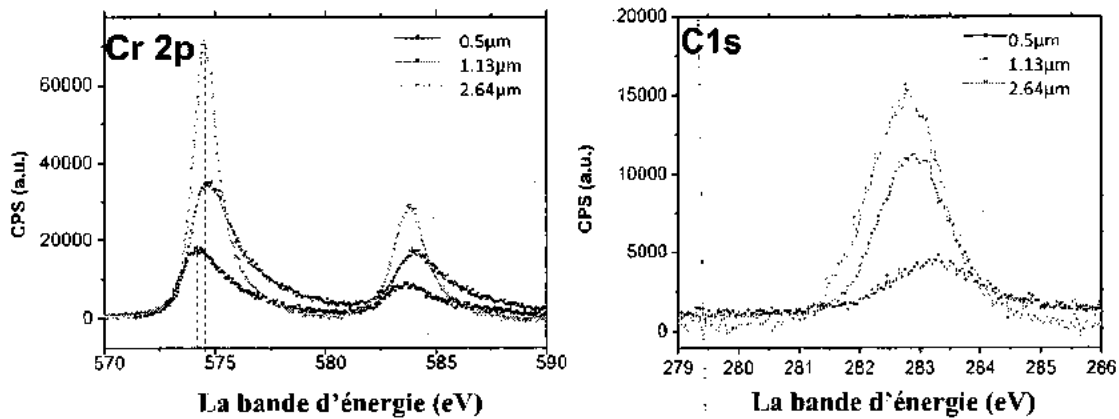 Cr 2p
0.5μm
1.13μm
2.64μm
60000
40000
20000
0
CPS (a.u.)
570 575 580 585 590
La bande d'énergie (eV)
C1s
0.5μm
1.13μm
2.64μm
20000
15000
10000
5000
0
CPS (a.u.)
279 280 281 282 283 284 285 286
La bande d'énergie (eV)